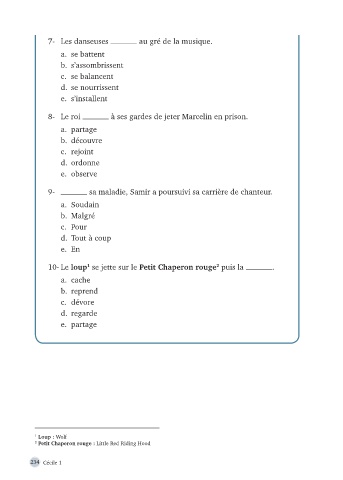 7- Les danseuses ______ au gré de la musique.
a. se battent
b. s'assombrissent
c. se balancent
d. se nourrissent
e. s'installent
8- Le roi ______ à ses gardes de jeter Marcelin en prison.
a. partage
b. découvre
c. rejoint
d. ordonne
e. observe
9- ______ sa maladie, Samir a poursuivi sa carrière de chanteur.
a. Soudain
b. Malgré
c. Pour
d. Tout à coup
e. En
10- Le loup¹ se jette sur le Petit Chaperon rouge² puis la ______.
a. cache
b. reprend
c. dévore
d. regarde
e. partage
¹ Loup : Wolf
² Petit Chaperon rouge : Little Red Riding Hood
234 Cécile 1